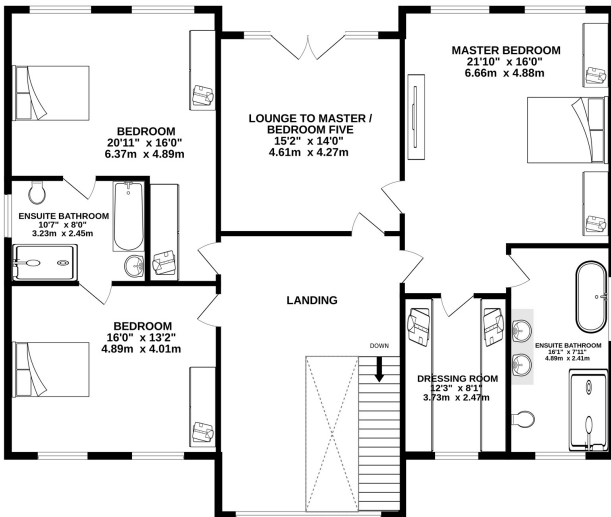 MASTER BEDROOM
21'10" x 16'0"
6.66m x 4.88m
LOUNGE TO MASTER /
BEDROOM FIVE
15'2" x 14'0"
4.61m x 4.27m
BEDROOM
20'11" x 16'0"
6.37m x 4.89m
ENSUITE BATHROOM
10'7" x 8'0"
3.23m x 2.45m
LANDING
BEDROOM
16'0" x 13'2"
4.89m x 4.01m
DOWN
ENSUITE BATHROOM
16'1" x 7'11"
4.89m x 2.41m
DRESSING ROOM
12'3" x 8'1"
3.73m x 2.47m